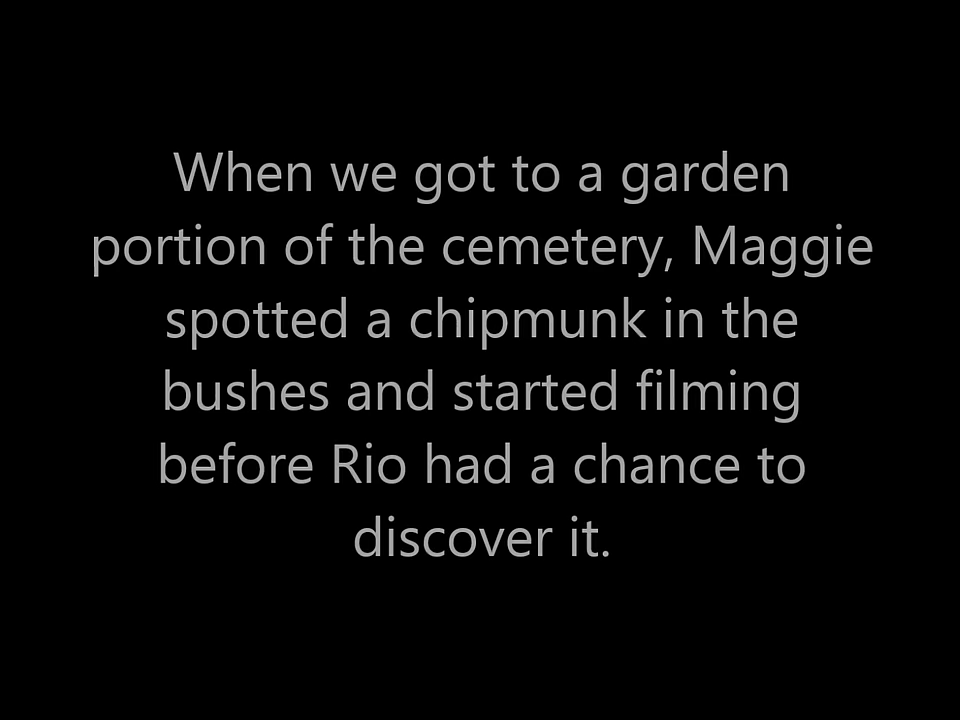 When we got to a garden
portion of the cemetery, Maggie
spotted a chipmunk in the
bushes and started filming
before Rio had a chance to
discover it.